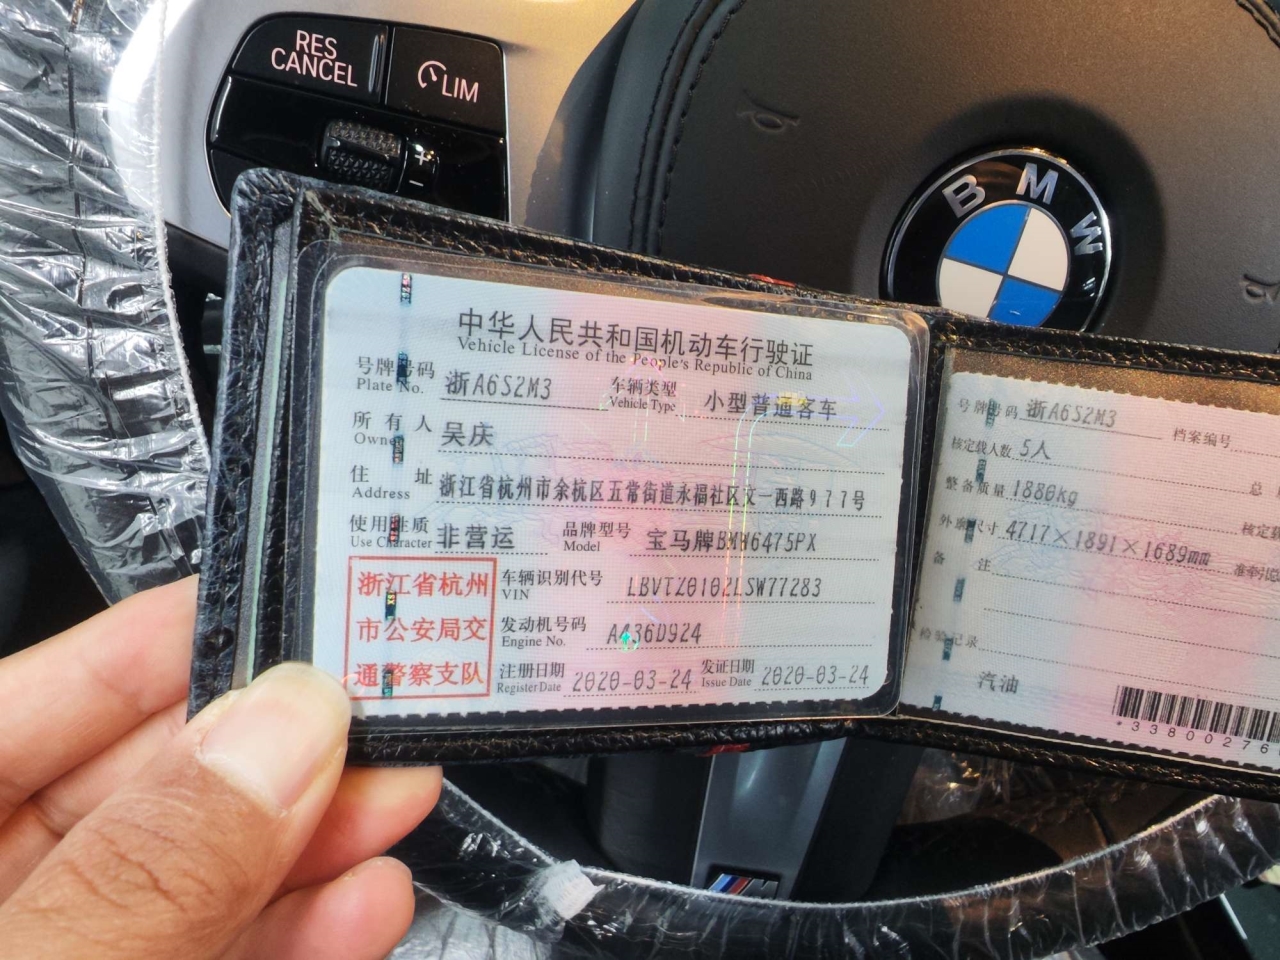 RES
CANCEL
LIM
+
−
BMW
中华人民共和国机动车行驶证
Vehicle License of the People's Republic of China
号牌号码 浙A6S2M3 车辆类型 小型普通客车
Plate No. Vehicle Type
所有人 吴庆
Owner
住址 浙江省杭州市余杭区五常街道永福社区文一西路977号
Address
使用性质 非营运 品牌型号 宝马牌BMW6475PX
Use Character Model
浙江省杭州
市公安局交
通警察支队
车辆识别代号 LBVTZ0102LSW77283
VIN
发动机号码 A436D924
Engine No.
注册日期 2020-03-24 发证日期 2020-03-24
Register Date Issue Date
号牌号码 浙A6S2M3 档案编号
核定载人数 5人
整备质量 1880kg 总
外廓尺寸 4717×1891×1689mm 准牵引
备注
检验记录
汽油
*33800276
M